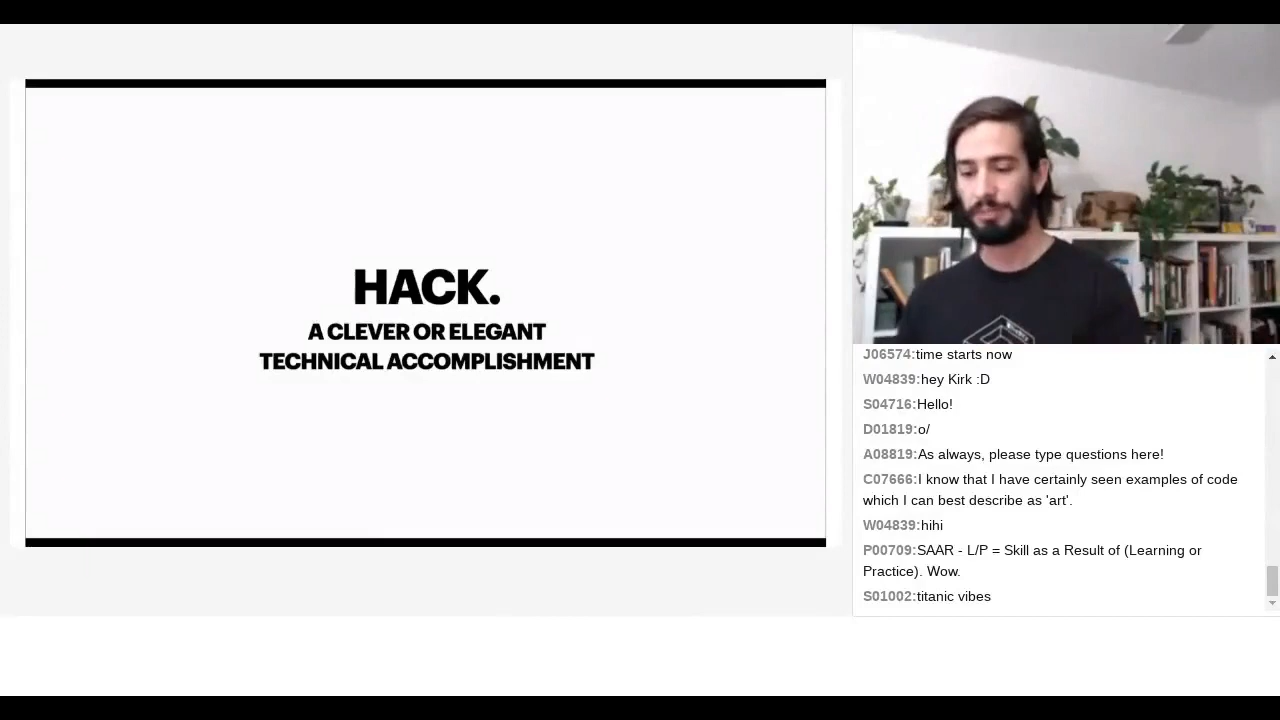 HACK.
A CLEVER OR ELEGANT
TECHNICAL ACCOMPLISHMENT
J06574:time starts now
W04839:hey Kirk :D
S04716:Hello!
D01819:o/
A08819:As always, please type questions here!
C07666:I know that I have certainly seen examples of code
which I can best describe as 'art'.
W04839:hihi
P00709:SAAR - L/P = Skill as a Result of (Learning or
Practice). Wow.
S01002:titanic vibes